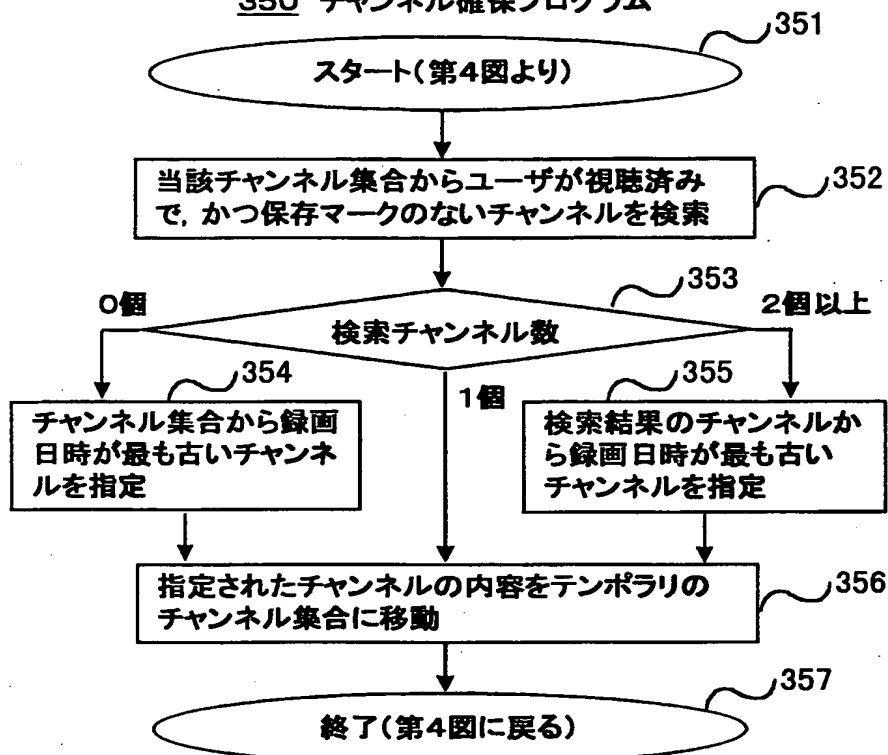 350 チャンネル確保プログラム
351
スタート(第4図より)
当該チャンネル集合からユーザが視聴済み
で, かつ保存マークのないチャンネルを検索
352
353
0個
2個以上
検索チャンネル数
354
1個
355
チャンネル集合から録画
日時が最も古いチャンネ
ルを指定
検索結果のチャンネルか
ら録画日時が最も古い
チャンネルを指定
指定されたチャンネルの内容をテンポラリの
チャンネル集合に移動
356
357
終了(第4図に戻る)